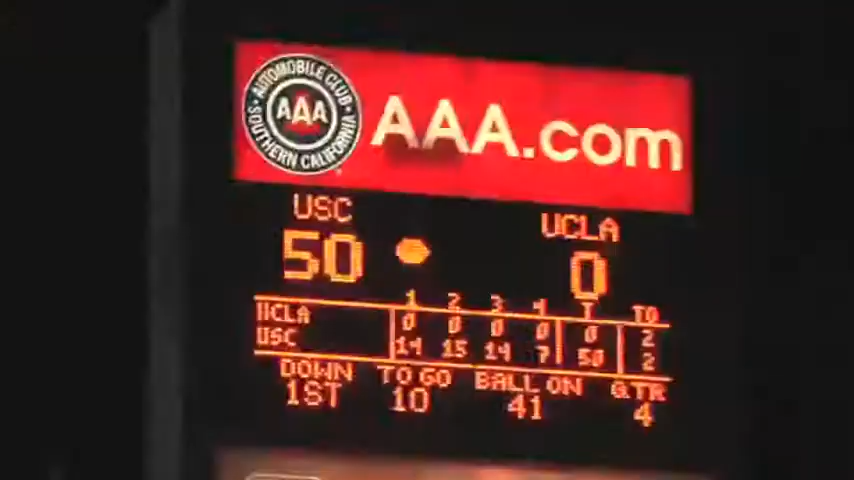 AUTOMOBILE CLUB
AAA
SOUTHERN CALIFORNIA
AAA.com
USC UCLA
50 0
1 2 3 4 T TO
UCLA 0 0 0 0 0 2
USC 14 15 14 7 50 2
DOWN TO GO BALL ON QTR
1ST 10 41 4